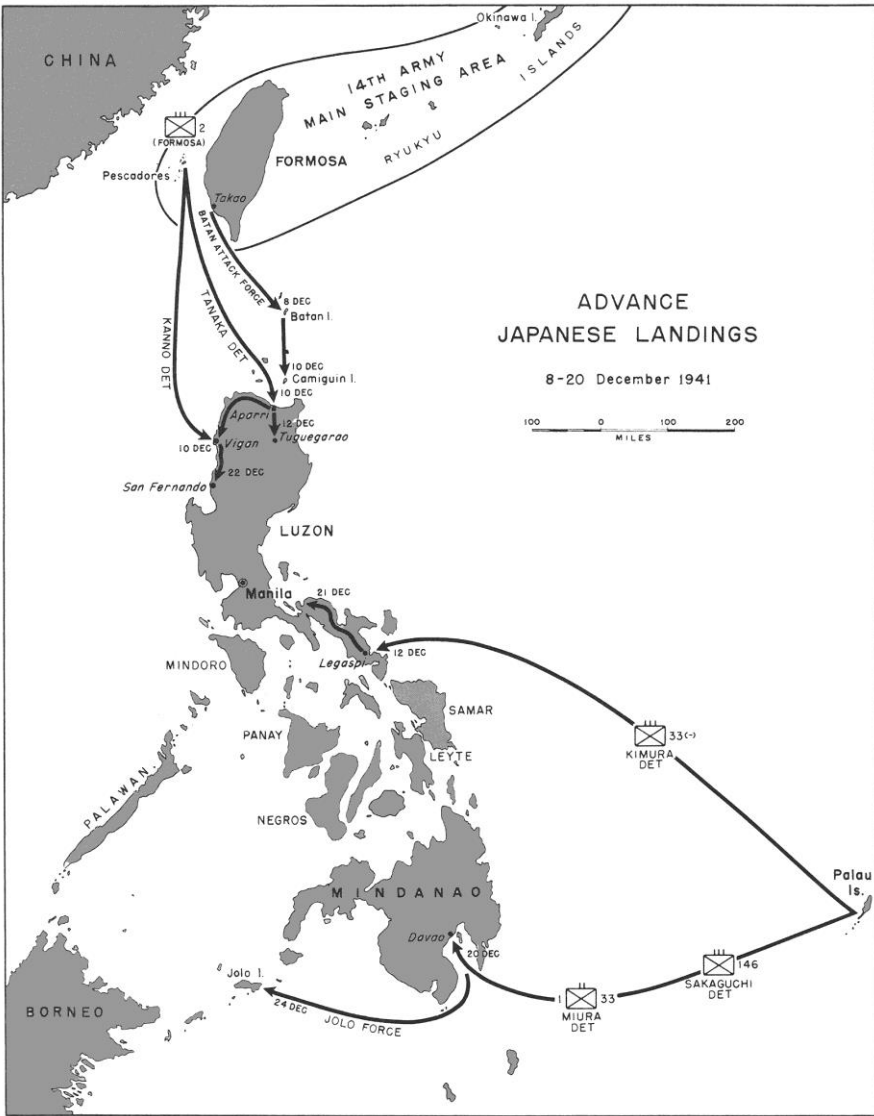 Okinawa I.
CHINA
14TH ARMY
MAIN STAGING AREA
RYUKYU ISLANDS
2
(FORMOSA)
FORMOSA
Pescadores
Takao
BATAN ATTACK FORCE
TANAKA DET
KANNO DET
8 DEC
Batan I.
10 DEC
Camiguin I.
10 DEC
Aparri
12 DEC
Tuguegarao
10 DEC
Vigan
22 DEC
San Fernando
ADVANCE
JAPANESE LANDINGS
8-20 December 1941
100 0 100 200
MILES
LUZON
Manila
21 DEC
Legaspi
12 DEC
MINDORO
SAMAR
PANAY
LEYTE
33(-)
KIMURA
DET
PALAWAN
NEGROS
MINDANAO
Palau
Is.
Davao
20 DEC
146
SAKAGUCHI
DET
1 33
MIURA
DET
Jolo I.
24 DEC
JOLO FORCE
BORNEO